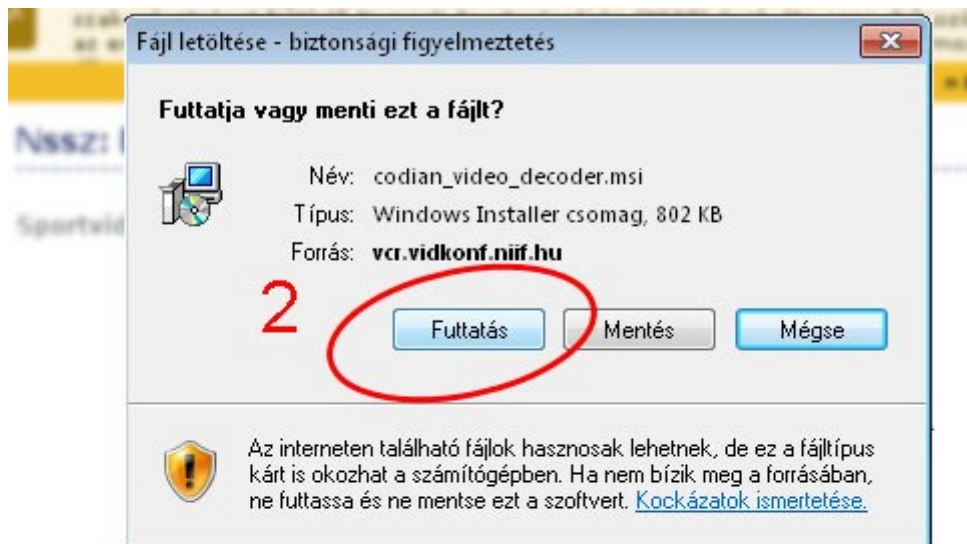 Fájl letöltése - biztonsági figyelmeztetés
Futtatja vagy menti ezt a fájlt?
Nssz:
Név: codian_video_decoder.msi
Típus: Windows Installer csomag, 802 KB
Sportvid
Forrás: vcr.vidkonf.niif.hu
2
Futtatás Mentés Mégse
Az interneten található fájlok hasznosak lehetnek, de ez a fájltípus
kárt is okozhat a számítógépben. Ha nem bízik meg a forrásában,
ne futtassa és ne mentse ezt a szoftvert. Kockázatok ismertetése.